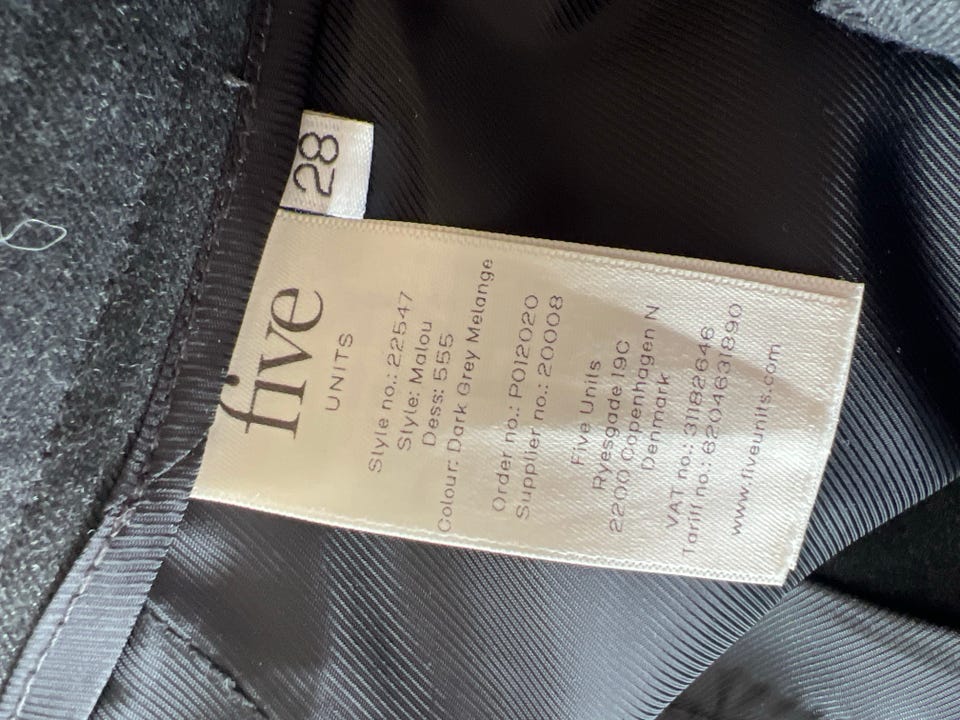 28
five
UNITS
Style no.: 22547
Style: Malou
Dess: 555
Colour: Dark Grey Melange
Order no.: PO12020
Supplier no.: 20008
Five Units
Ryesgade 19C
2200 Copenhagen N
Denmark
VAT no.: 31182646
Tariff no.: 6204631890
www.fiveunits.com